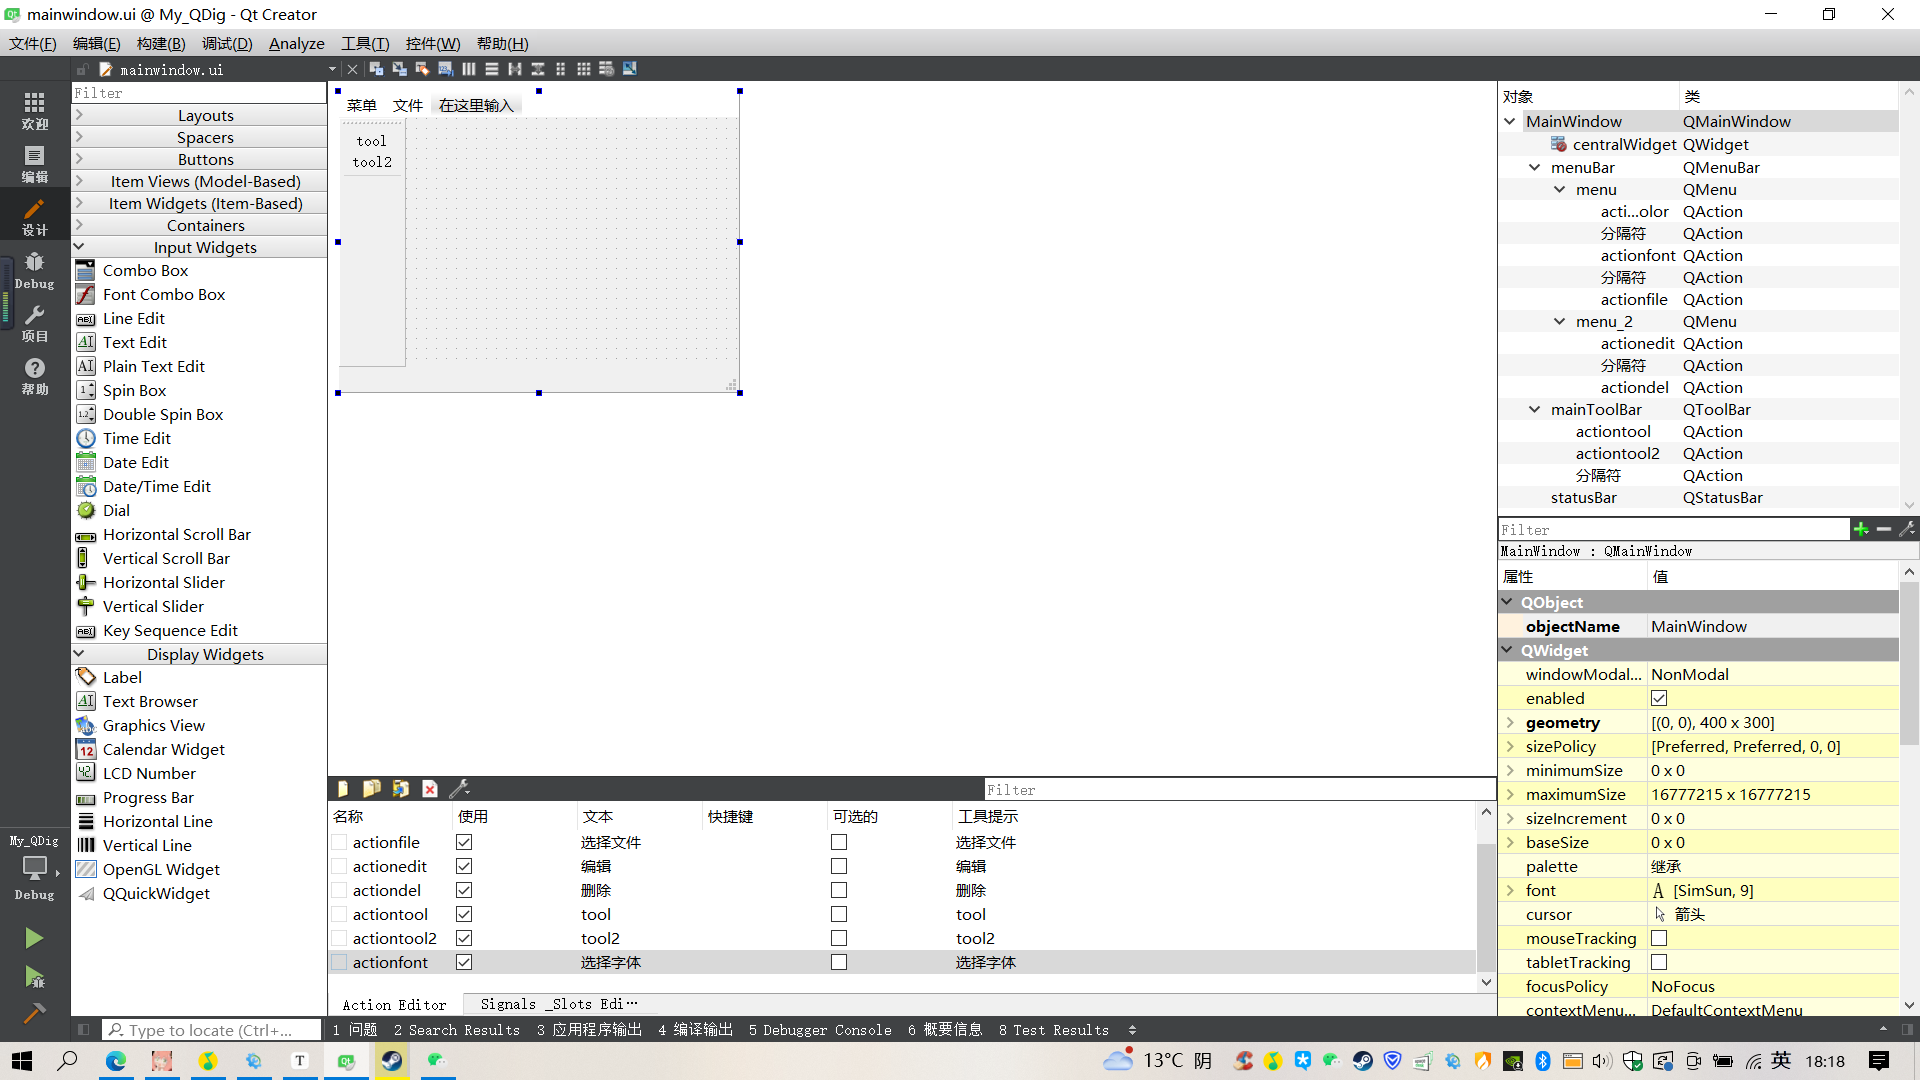 mainwindow.ui @ My_QDig - Qt Creator
文件(F) 编辑(E) 构建(B) 调试(D) Analyze 工具(T) 控件(W) 帮助(H)
mainwindow.ui
欢迎
编辑
设计
Debug
项目
帮助
My_QDig
Debug
Filter
Layouts
Spacers
Buttons
Item Views (Model-Based)
Item Widgets (Item-Based)
Containers
Input Widgets
Combo Box
Font Combo Box
Line Edit
Text Edit
Plain Text Edit
Spin Box
Double Spin Box
Time Edit
Date Edit
Date/Time Edit
Dial
Horizontal Scroll Bar
Vertical Scroll Bar
Horizontal Slider
Vertical Slider
Key Sequence Edit
Display Widgets
Label
Text Browser
Graphics View
Calendar Widget
LCD Number
Progress Bar
Horizontal Line
Vertical Line
OpenGL Widget
QQuickWidget
菜单 文件 在这里输入
tool
tool2
Filter
名称 使用 文本 快捷键 可选的 工具提示
actionfile 选择文件 选择文件
actionedit 编辑 编辑
actiondel 删除 删除
actiontool tool tool
actiontool2 tool2 tool2
actionfont 选择字体 选择字体
Action Editor Signals _Slots Edi···
对象 类
MainWindow QMainWindow
centralWidget QWidget
menuBar QMenuBar
menu QMenu
acti...olor QAction
分隔符 QAction
actionfont QAction
分隔符 QAction
actionfile QAction
menu_2 QMenu
actionedit QAction
分隔符 QAction
actiondel QAction
mainToolBar QToolBar
actiontool QAction
actiontool2 QAction
分隔符 QAction
statusBar QStatusBar
Filter
MainWindow : QMainWindow
属性 值
QObject
objectName MainWindow
QWidget
windowModal... NonModal
enabled
geometry [(0, 0), 400 x 300]
sizePolicy [Preferred, Preferred, 0, 0]
minimumSize 0 x 0
maximumSize 16777215 x 16777215
sizeIncrement 0 x 0
baseSize 0 x 0
palette 继承
font A [SimSun, 9]
cursor 箭头
mouseTracking
tabletTracking
focusPolicy NoFocus
contextMenu... DefaultContextMenu
Type to locate (Ctrl+... 1 问题 2 Search Results 3 应用程序输出 4 编译输出 5 Debugger Console 6 概要信息 8 Test Results
13°C 阴 英 18:18